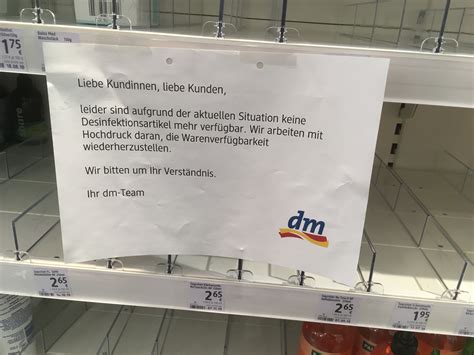 1.75
Liebe Kundinnen, liebe Kunden,
leider sind aufgrund der aktuellen Situation keine
Desinfektionsartikel mehr verfügbar. Wir arbeiten mit
Hochdruck daran, die Warenverfügbarkeit
wiederherzustellen.
Wir bitten um Ihr Verständnis.
Ihr dm-Team
dm
2.65
2.65
2.65
1.95